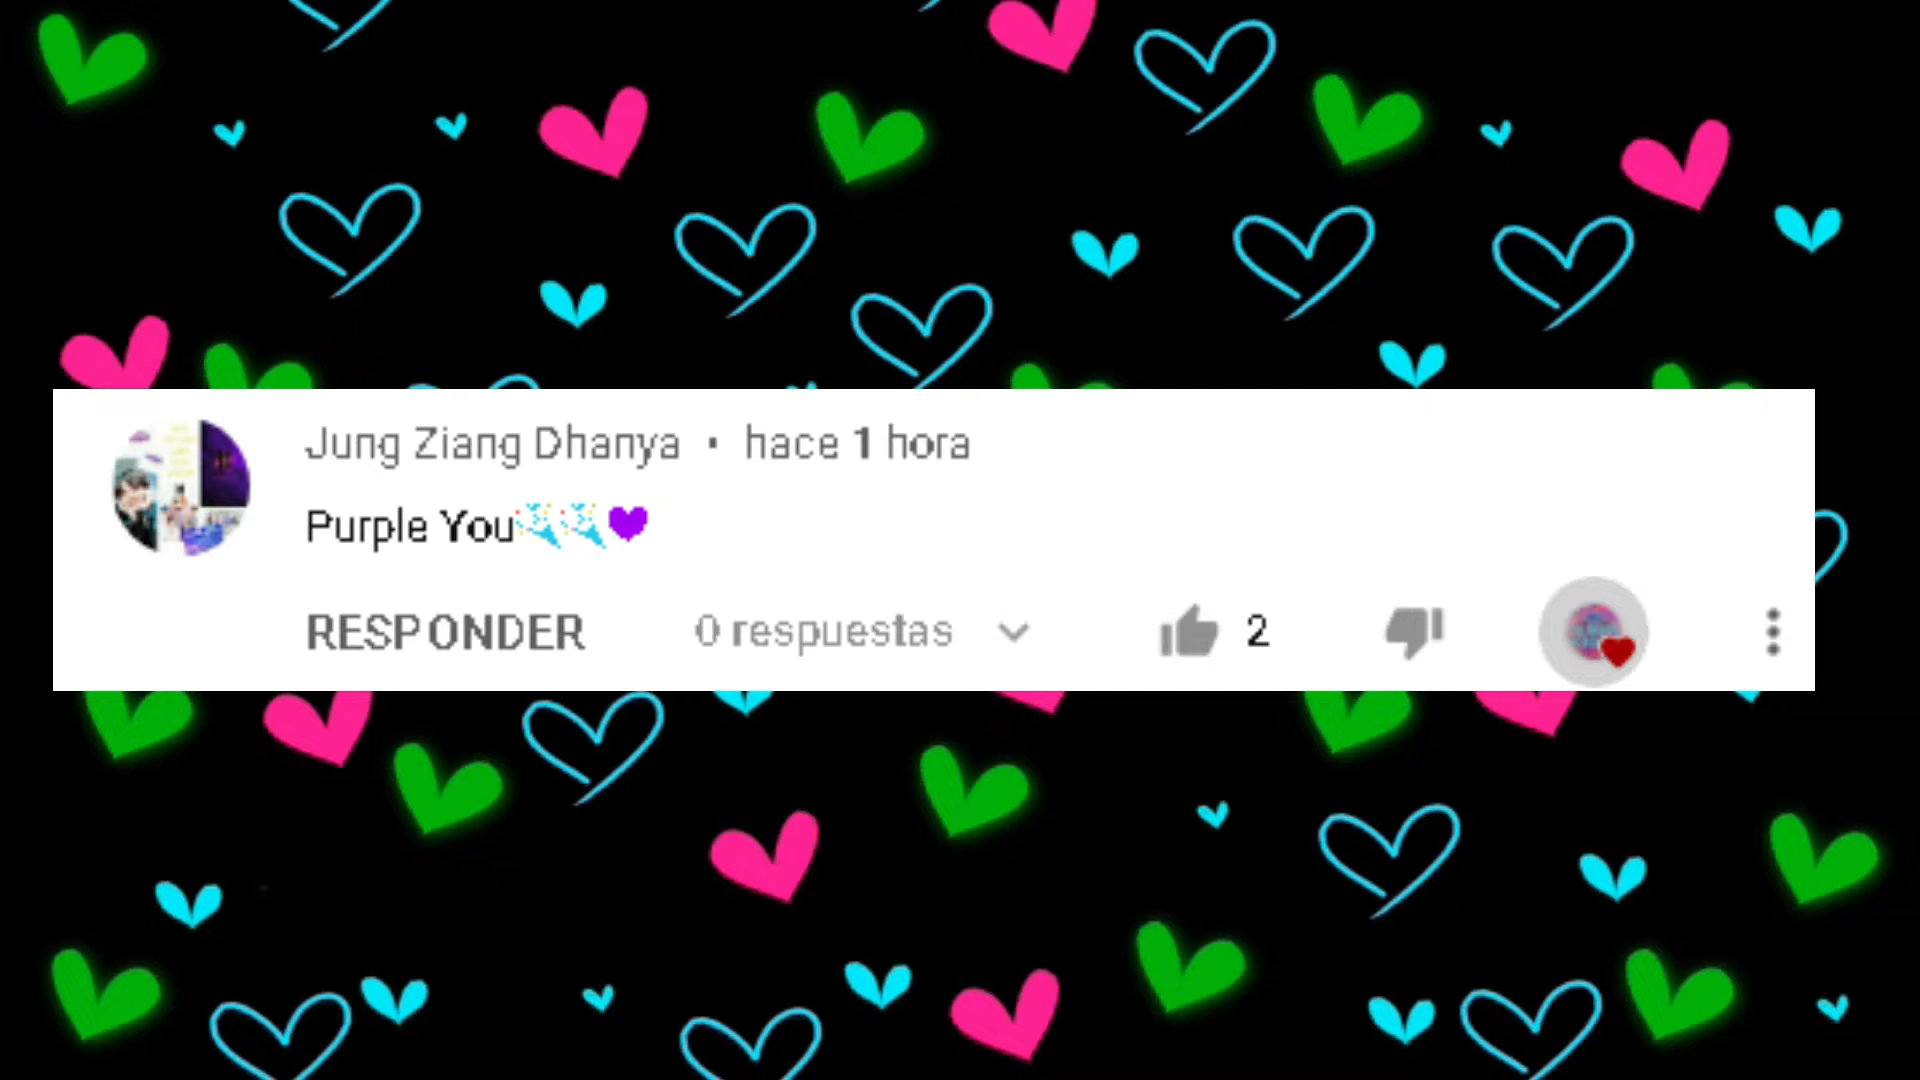 Jung Ziang Dhanya • hace 1 hora
Purple You🎉🎉💜
RESPONDER 0 respuestas 2